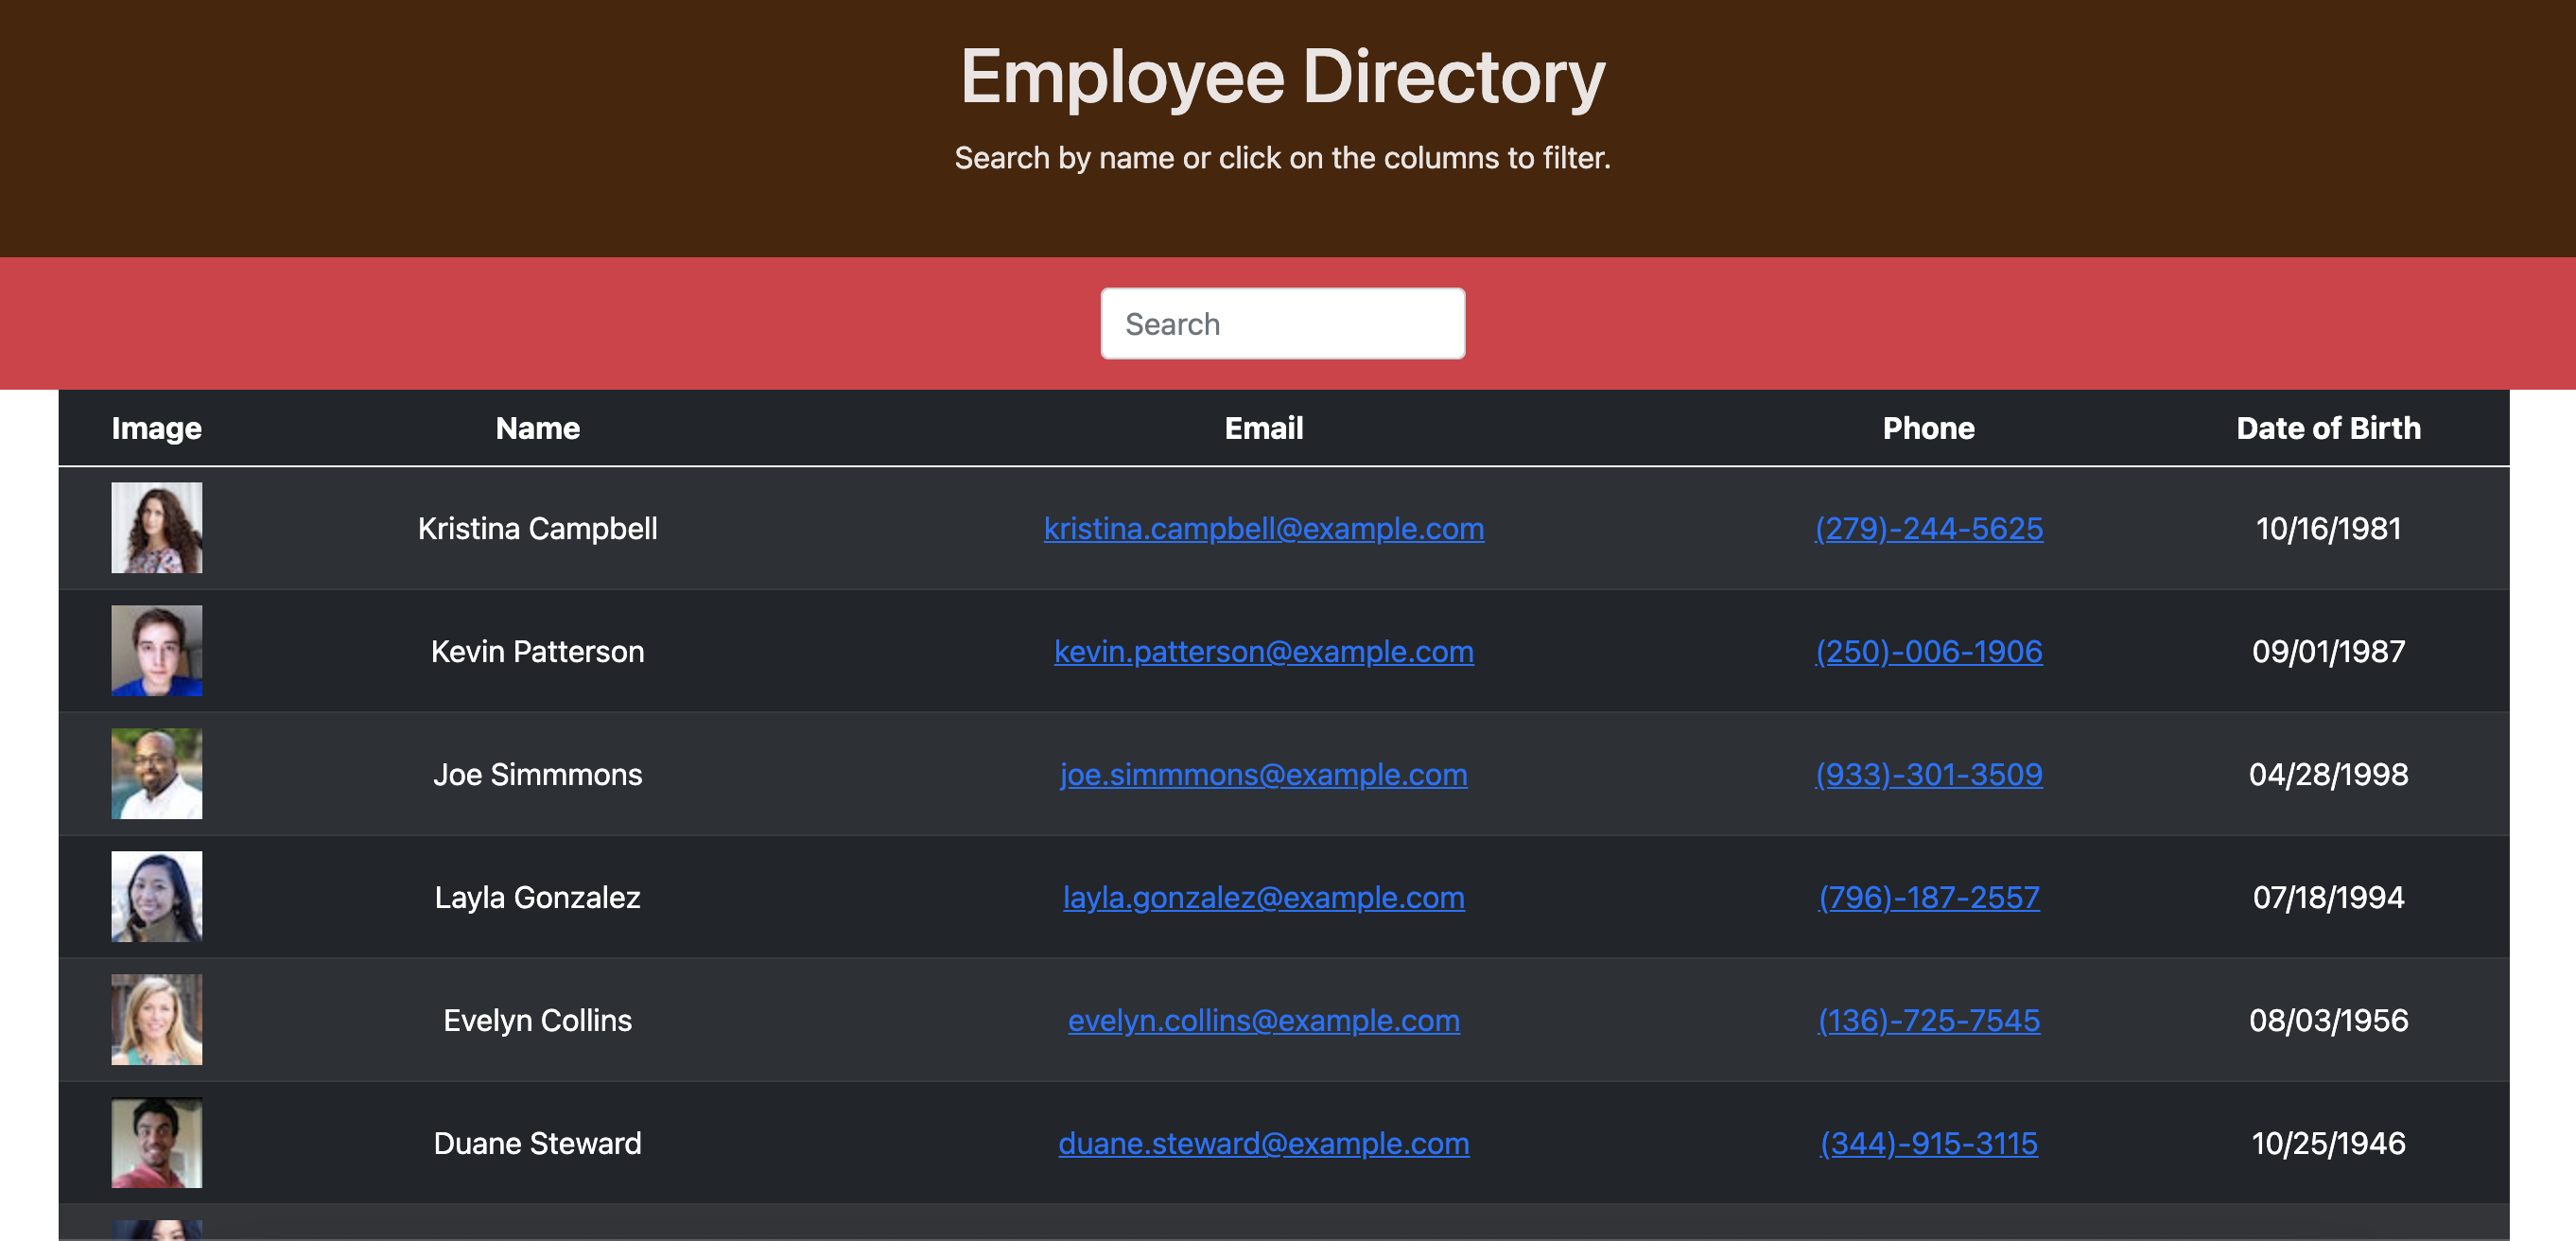 Employee Directory
Search by name or click on the columns to filter.
Search
Image Name Email Phone Date of Birth
Kristina Campbell kristina.campbell@example.com (279)-244-5625 10/16/1981
Kevin Patterson kevin.patterson@example.com (250)-006-1906 09/01/1987
Joe Simmmons joe.simmmons@example.com (933)-301-3509 04/28/1998
Layla Gonzalez layla.gonzalez@example.com (796)-187-2557 07/18/1994
Evelyn Collins evelyn.collins@example.com (136)-725-7545 08/03/1956
Duane Steward duane.steward@example.com (344)-915-3115 10/25/1946